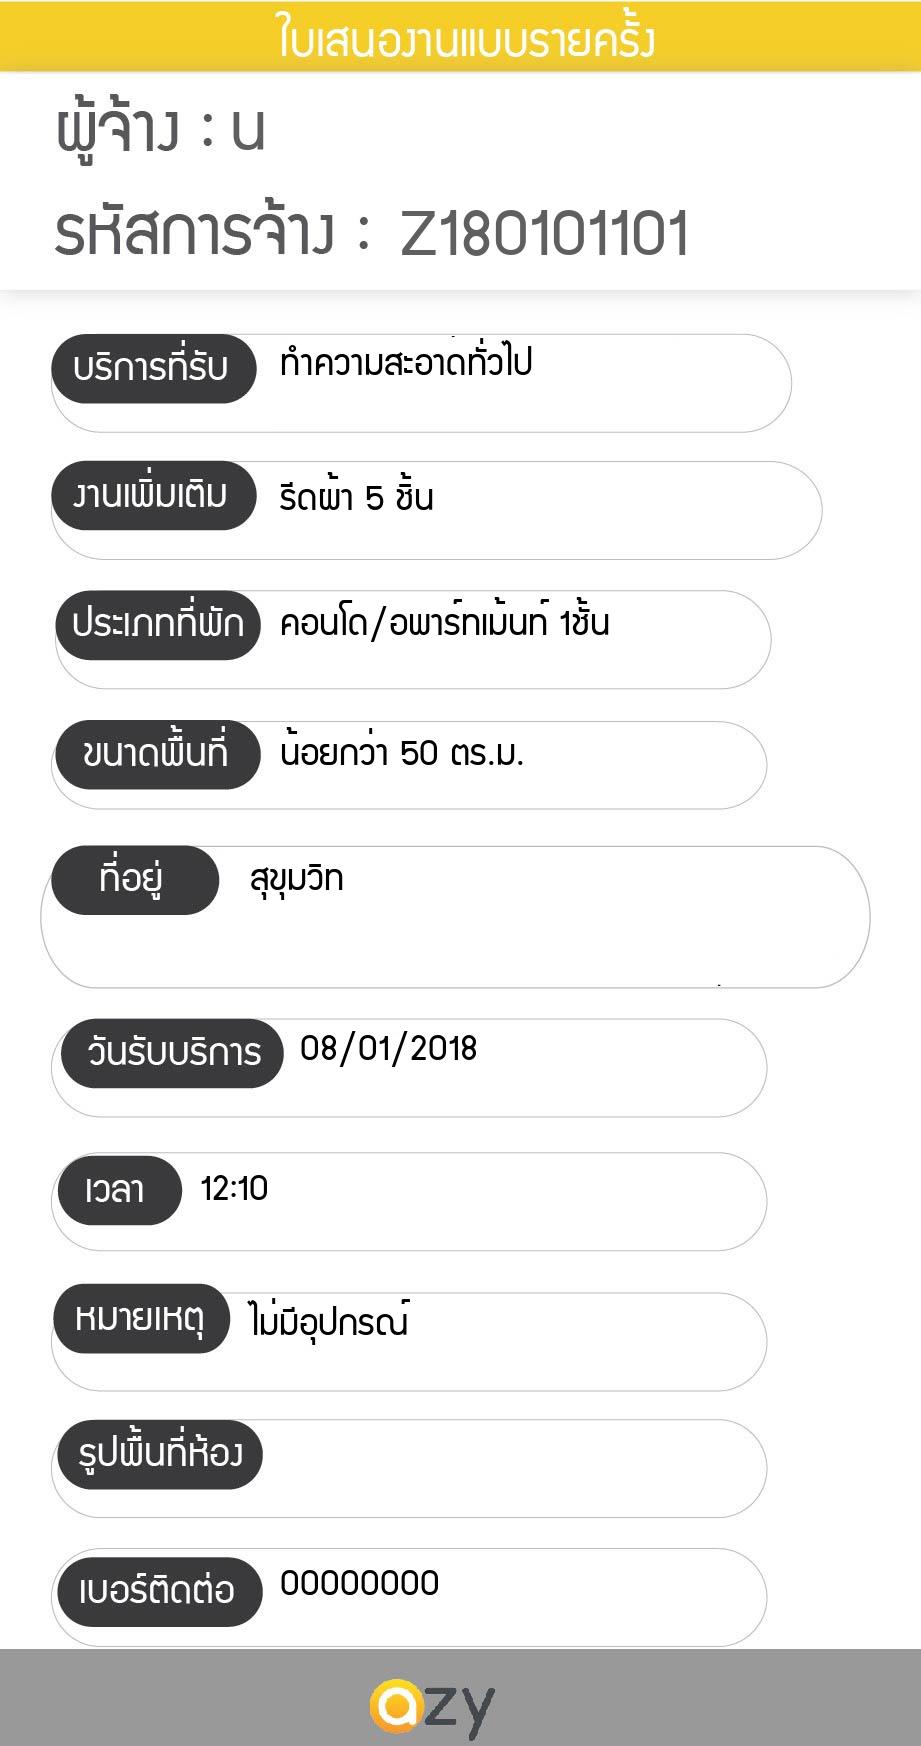 ใบเสนองานแบบรายครั้ง
ผู้จ้าง : น
รหัสการจ้าง : Z180101101
บริการที่รับ ทำความสะอาดทั่วไป
งานเพิ่มเติม รีดผ้า 5 ชิ้น
ประเภทที่พัก คอนโด/อพาร์ทเม้นท์ 1ชั้น
ขนาดพื้นที่ น้อยกว่า 50 ตร.ม.
ที่อยู่ สุขุมวิท
วันรับบริการ 08/01/2018
เวลา 12:10
หมายเหตุ ไม่มีอุปกรณ์
รูปพื้นที่ห้อง
เบอร์ติดต่อ 00000000
azy